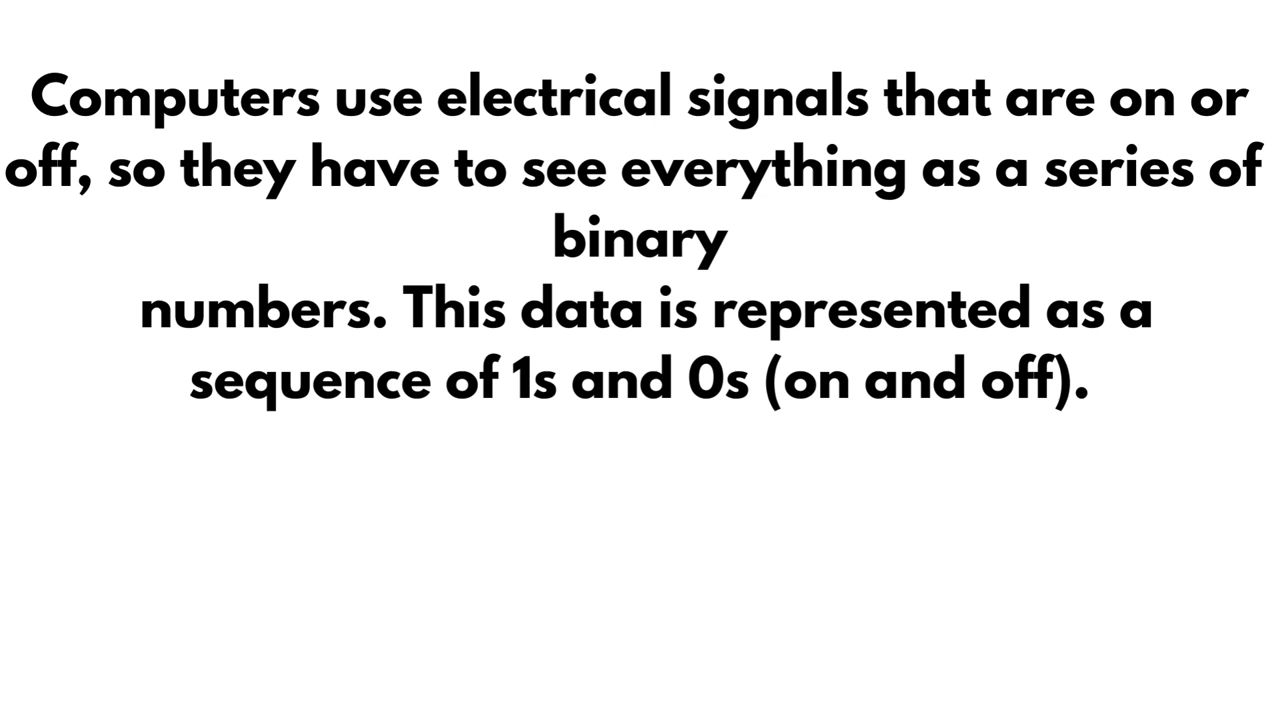 Computers use electrical signals that are on or
off, so they have to see everything as a series of
binary
numbers. This data is represented as a
sequence of 1s and 0s (on and off).